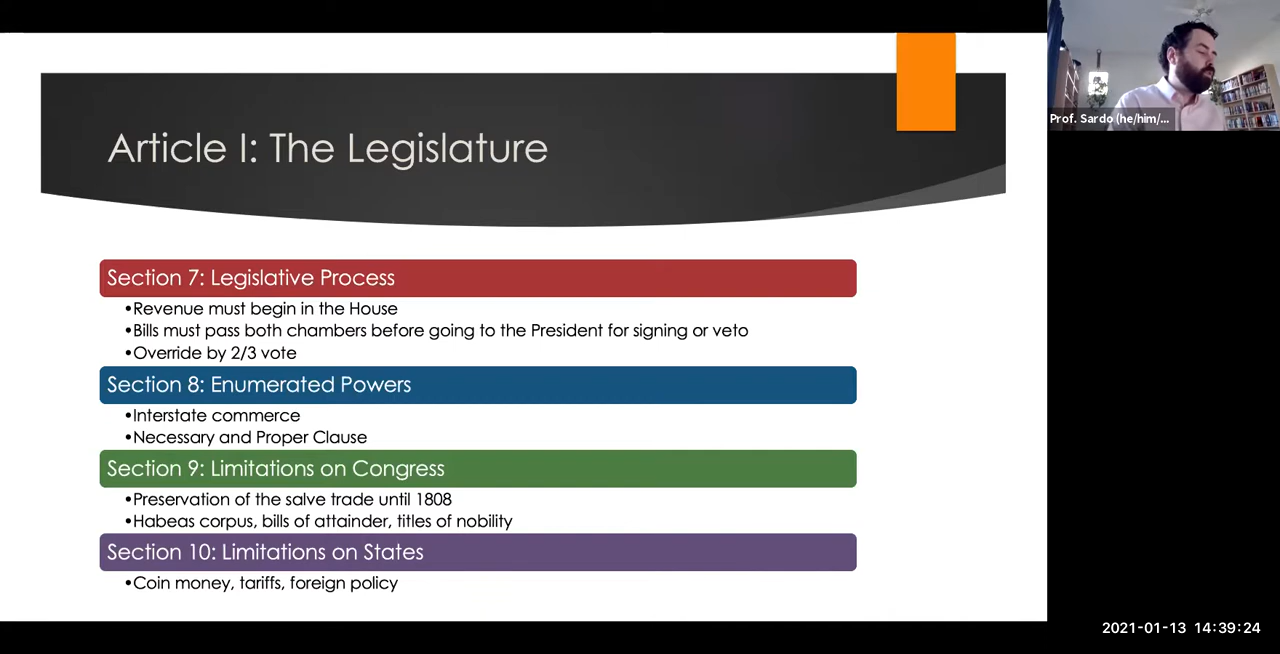 Article I: The Legislature
Prof. Sardo (he/him/...
Section 7: Legislative Process
•Revenue must begin in the House
•Bills must pass both chambers before going to the President for signing or veto
•Override by 2/3 vote
Section 8: Enumerated Powers
•Interstate commerce
•Necessary and Proper Clause
Section 9: Limitations on Congress
•Preservation of the salve trade until 1808
•Habeas corpus, bills of attainder, titles of nobility
Section 10: Limitations on States
•Coin money, tariffs, foreign policy
2021-01-13 14:39:24